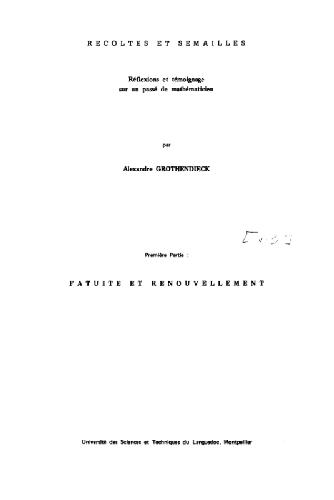 RECOLTES ET SEMAILLES
Réflexions et témoignage
sur un passé de mathématicien
par
Alexandre GROTHENDIECK
Première Partie :
FATUITE ET RENOUVELLEMENT
Université des Sciences et Techniques du Languedoc, Montpellier